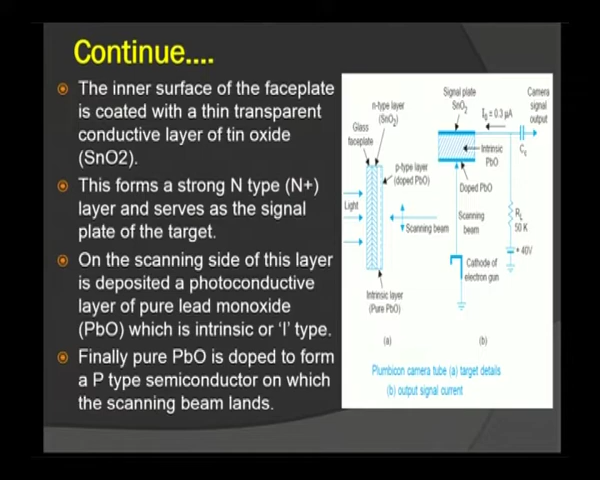 Continue....
The inner surface of the faceplate
is coated with a thin transparent
conductive layer of tin oxide
(SnO2).
This forms a strong N type (N+)
layer and serves as the signal
plate of the target.
On the scanning side of this layer
is deposited a photoconductive
layer of pure lead monoxide
(PbO) which is intrinsic or 'I' type.
Finally pure PbO is doped to form
a P type semiconductor on which
the scanning beam lands.
n-type layer
(SnO₂)
Glass
faceplate
p-type layer
(doped PbO)
Light
Scanning beam
Intrinsic layer
(Pure PbO)
(a)
Signal plate
SnO₂
Camera
signal
output
I₀ = 0.3 µA
Intrinsic
PbO
Cc
Doped PbO
Scanning
beam
RL
50 K
+ 40V
Cathode of
electron gun
(b)
Plumbicon camera tube (a) target details
(b) output signal current